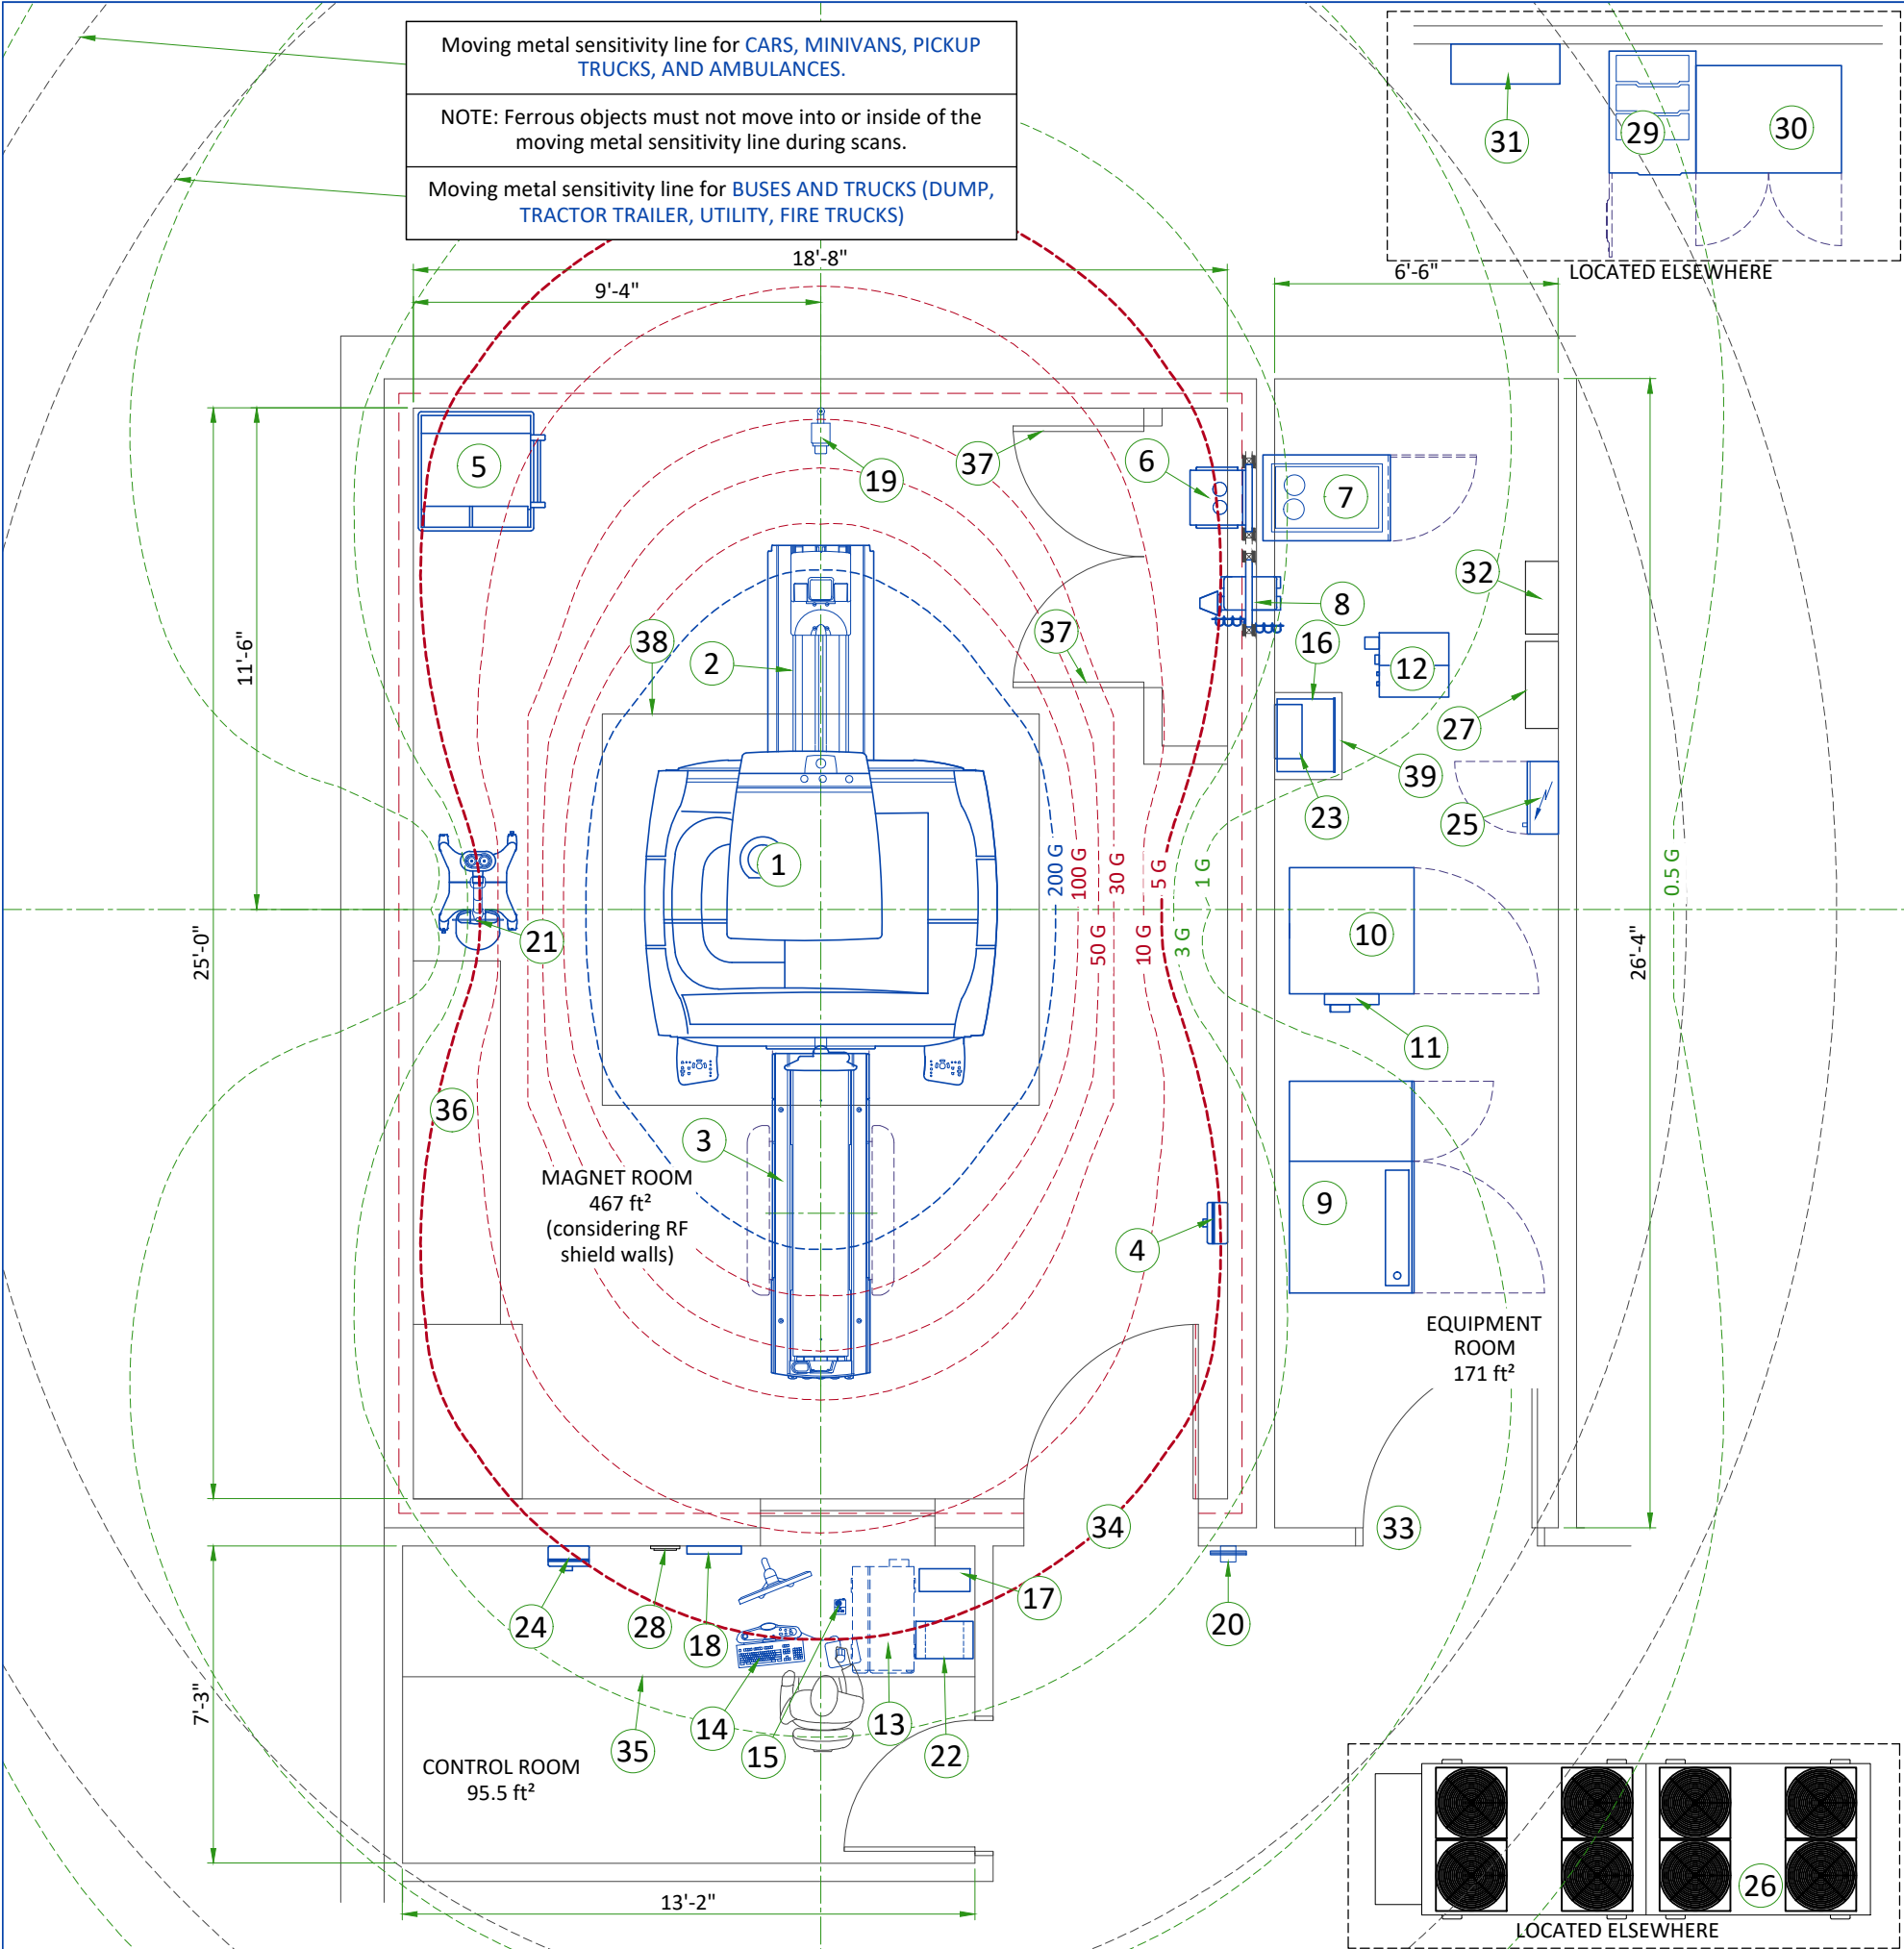 Moving metal sensitivity line for CARS, MINIVANS, PICKUP
TRUCKS, AND AMBULANCES.
NOTE: Ferrous objects must not move into or inside of the
moving metal sensitivity line during scans.
Moving metal sensitivity line for BUSES AND TRUCKS (DUMP,
TRACTOR TRAILER, UTILITY, FIRE TRUCKS)
31
29
30
LOCATED ELSEWHERE
18'-8"
6'-6"
9'-4"
5
19
37
6
7
32
8
38
37
16
2
12
27
39
23
25
11'-6"
1
200 G
100 G
50 G
30 G
10 G
5 G
3 G
1 G
0.5 G
21
10
25'-0"
26'-4"
11
36
3
MAGNET ROOM
467 ft²
(considering RF
shield walls)
9
4
EQUIPMENT
ROOM
171 ft²
34
33
24
28
18
17
20
7'-3"
14
15
13
22
35
CONTROL ROOM
95.5 ft²
13'-2"
26
LOCATED ELSEWHERE